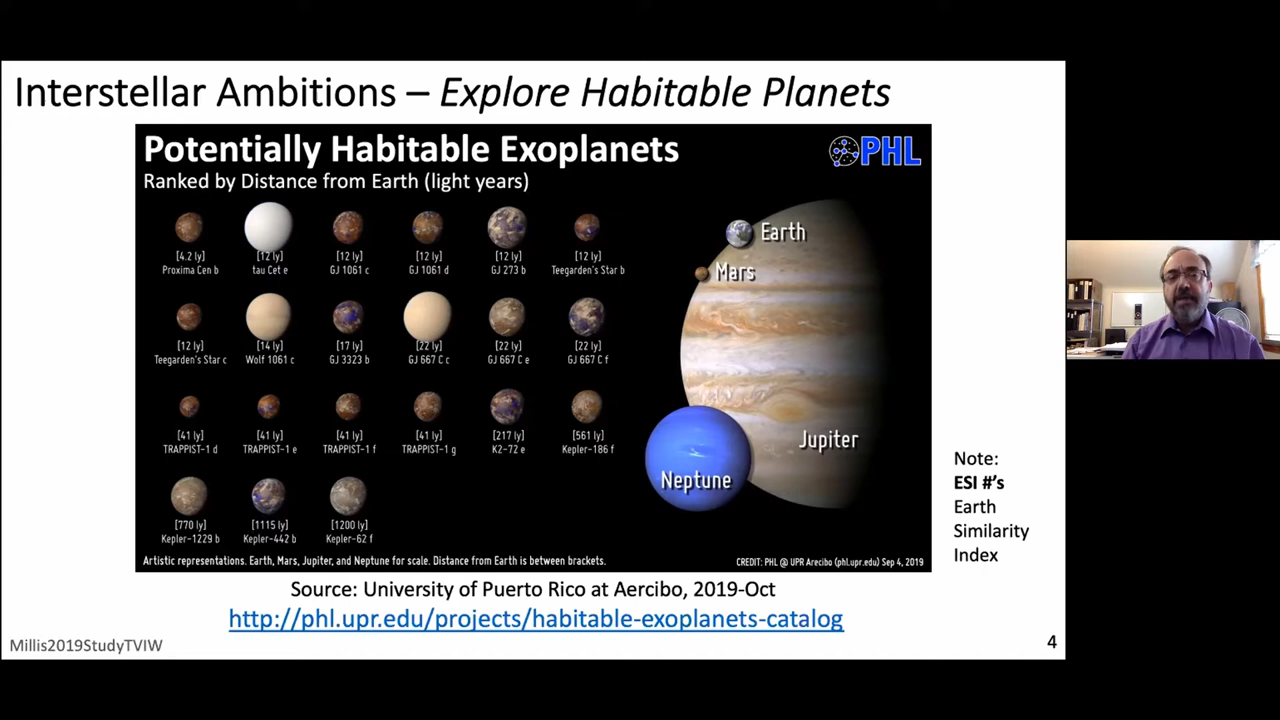 Interstellar Ambitions – Explore Habitable Planets
Potentially Habitable Exoplanets
PHL
Ranked by Distance from Earth (light years)
[4.2 ly] [12 ly] [12 ly] [12 ly] [12 ly] [12 ly]
Proxima Cen b tau Cet e GJ 1061 c GJ 1061 d GJ 273 b Teegarden's Star b
[12 ly] [14 ly] [17 ly] [22 ly] [22 ly] [22 ly]
Teegarden's Star c Wolf 1061 c GJ 3323 b GJ 667 C c GJ 667 C e GJ 667 C f
[41 ly] [41 ly] [41 ly] [41 ly] [217 ly] [561 ly]
TRAPPIST-1 d TRAPPIST-1 e TRAPPIST-1 f TRAPPIST-1 g K2-72 e Kepler-186 f
[770 ly] [1115 ly] [1200 ly]
Kepler-1229 b Kepler-442 b Kepler-62 f
Earth
Mars
Jupiter
Neptune
Artistic representations. Earth, Mars, Jupiter, and Neptune for scale. Distance from Earth is between brackets.
CREDIT: PHL @ UPR Arecibo (phl.upr.edu) Sep 4, 2019
Note:
ESI #'s
Earth
Similarity
Index
Source: University of Puerto Rico at Aercibo, 2019-Oct
http://phl.upr.edu/projects/habitable-exoplanets-catalog
Millis2019StudyTVIW
4